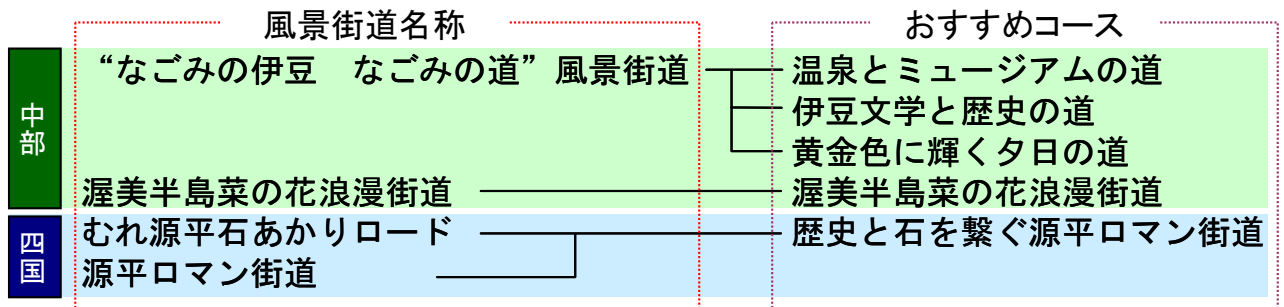 風景街道名称　おすすめコース
中部
“なごみの伊豆　なごみの道”風景街道　温泉とミュージアムの道
伊豆文学と歴史の道
黄金色に輝く夕日の道
渥美半島菜の花浪漫街道　渥美半島菜の花浪漫街道
四国
むれ源平石あかりロード　歴史と石を繋ぐ源平ロマン街道
源平ロマン街道